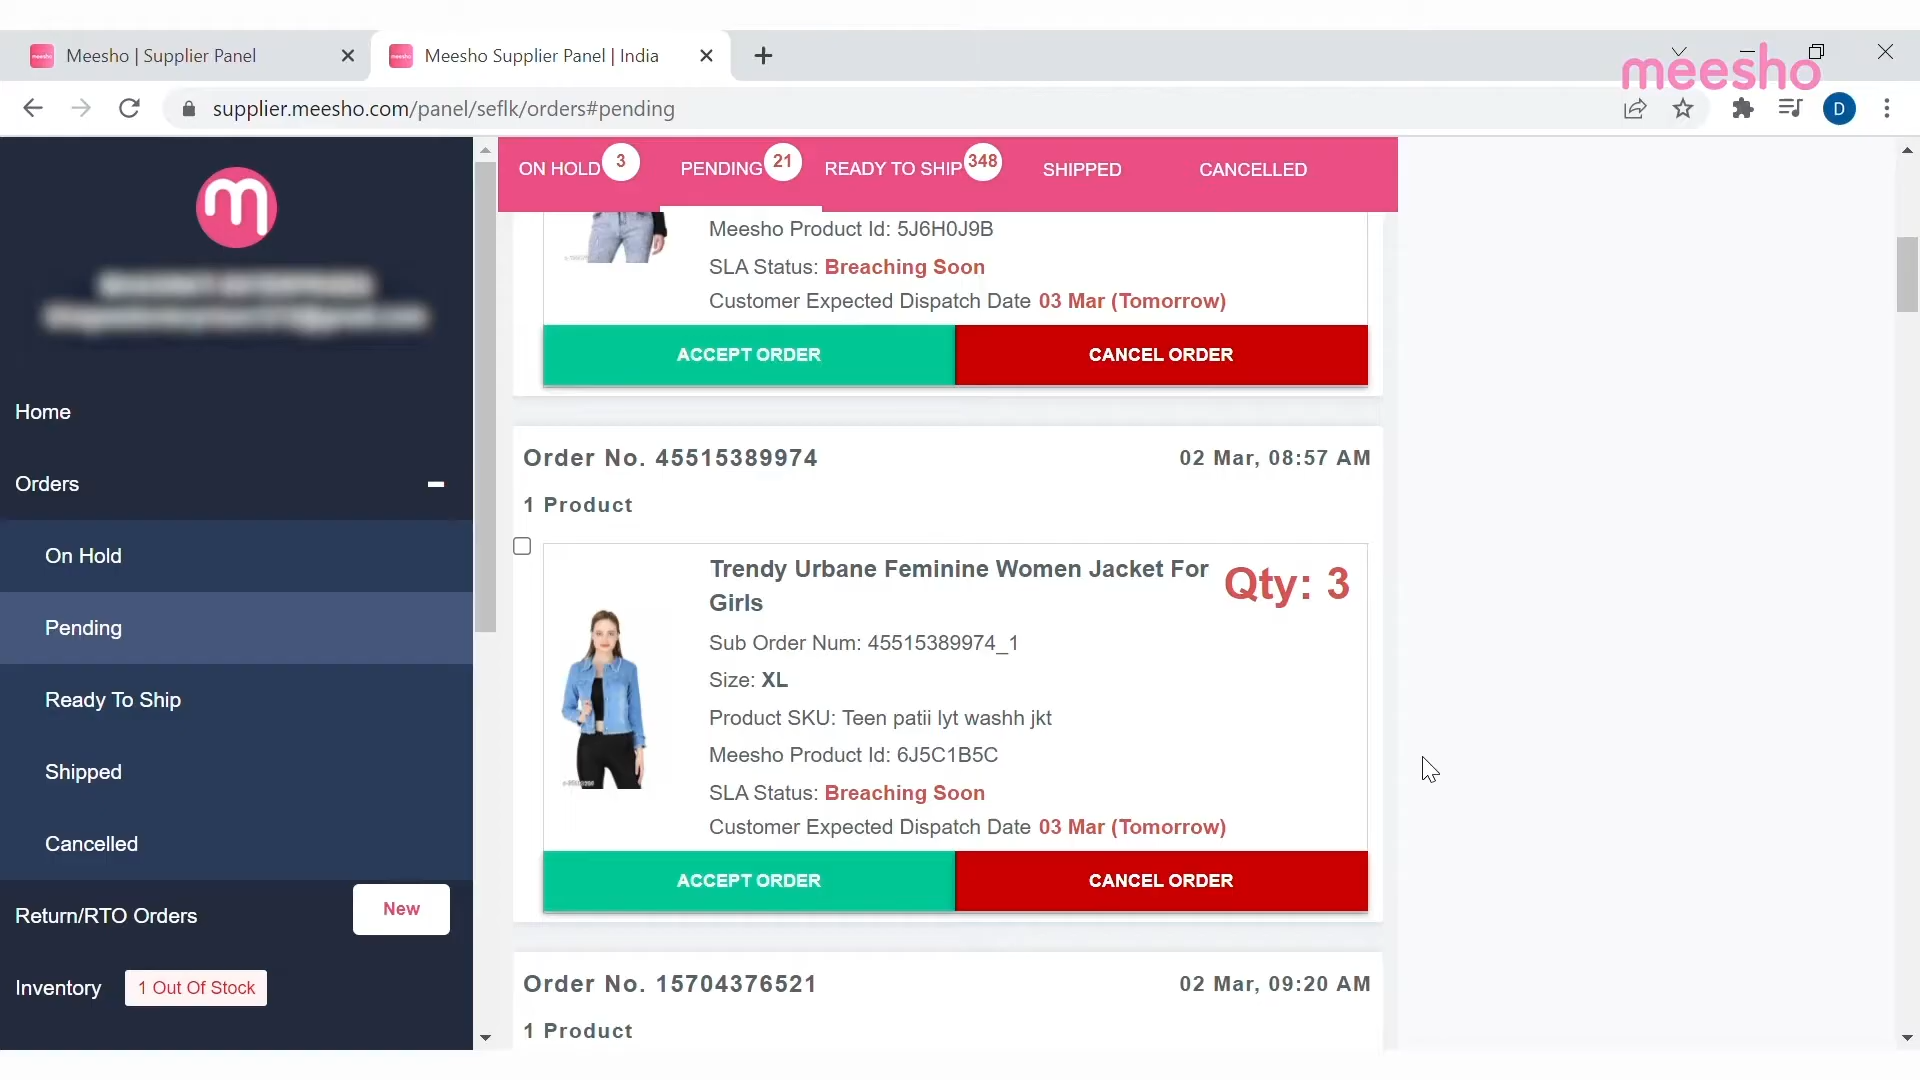 Meesho | Supplier Panel
Meesho Supplier Panel | India
meesho
supplier.meesho.com/panel/seflk/orders#pending
D
ON HOLD 3
PENDING 21
READY TO SHIP 348
SHIPPED
CANCELLED
Meesho Product Id: 5J6H0J9B
SLA Status: Breaching Soon
Customer Expected Dispatch Date 03 Mar (Tomorrow)
ACCEPT ORDER
CANCEL ORDER
Home
Orders
On Hold
Pending
Ready To Ship
Shipped
Cancelled
Return/RTO Orders
New
Inventory
1 Out Of Stock
Order No. 45515389974
02 Mar, 08:57 AM
1 Product
Trendy Urbane Feminine Women Jacket For
Girls
Qty: 3
Sub Order Num: 45515389974_1
Size: XL
Product SKU: Teen patii lyt washh jkt
Meesho Product Id: 6J5C1B5C
SLA Status: Breaching Soon
Customer Expected Dispatch Date 03 Mar (Tomorrow)
ACCEPT ORDER
CANCEL ORDER
Order No. 15704376521
02 Mar, 09:20 AM
1 Product